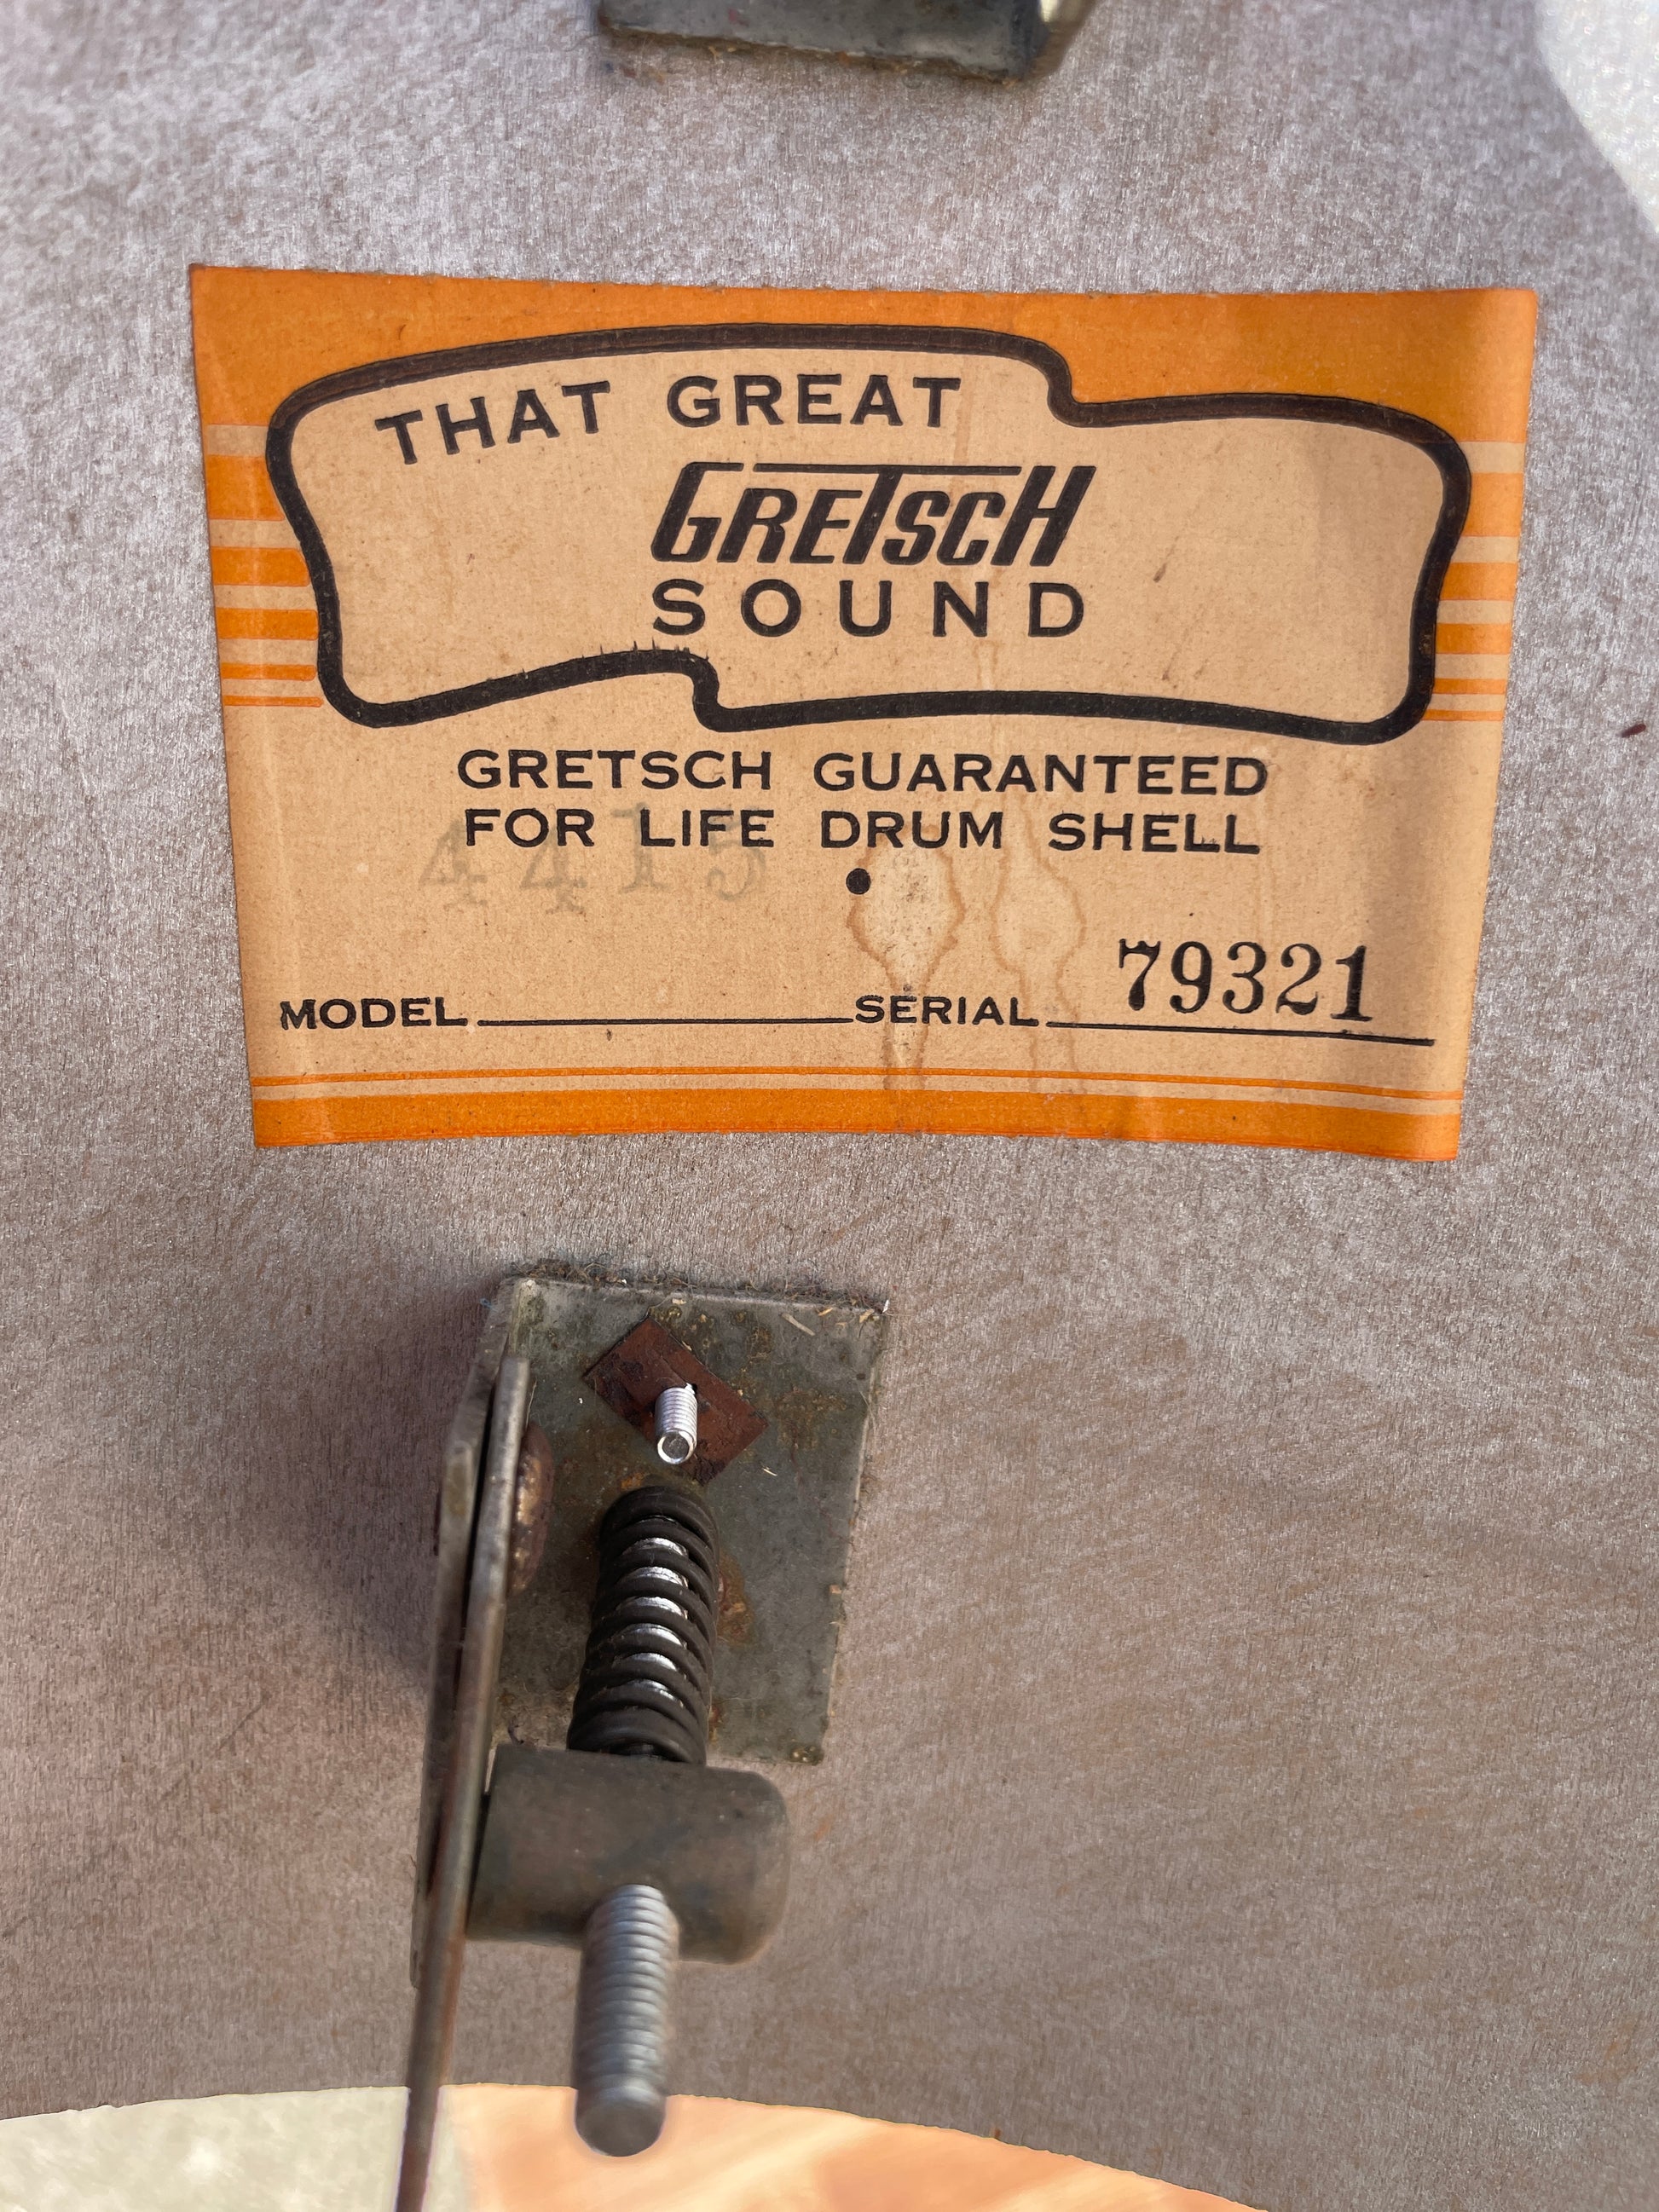 THAT GREAT
GRETSCH
SOUND
GRETSCH GUARANTEED
FOR LIFE DRUM SHELL
4415
MODEL SERIAL 79321